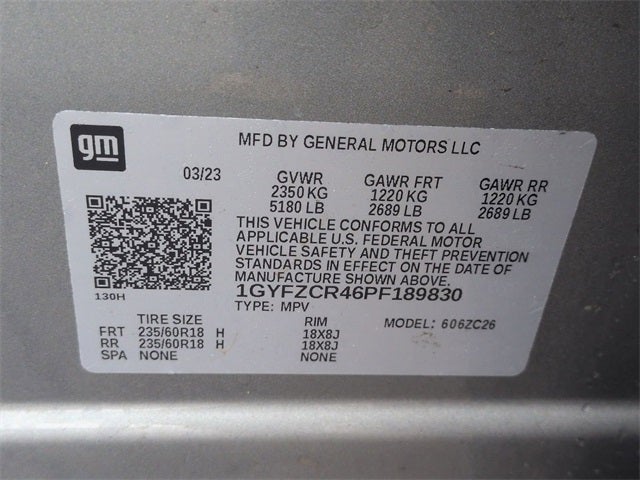 gm
MFD BY GENERAL MOTORS LLC
03/23 GVWR GAWR FRT GAWR RR
2350 KG 1220 KG 1220 KG
5180 LB 2689 LB 2689 LB
THIS VEHICLE CONFORMS TO ALL
APPLICABLE U.S. FEDERAL MOTOR
VEHICLE SAFETY AND THEFT PREVENTION
STANDARDS IN EFFECT ON THE DATE OF
MANUFACTURE SHOWN ABOVE.
130H
1GYFZCR46PF189830
TYPE: MPV
TIRE SIZE RIM MODEL: 606ZC26
FRT 235/60R18 H 18X8J
RR 235/60R18 H 18X8J
SPA NONE NONE